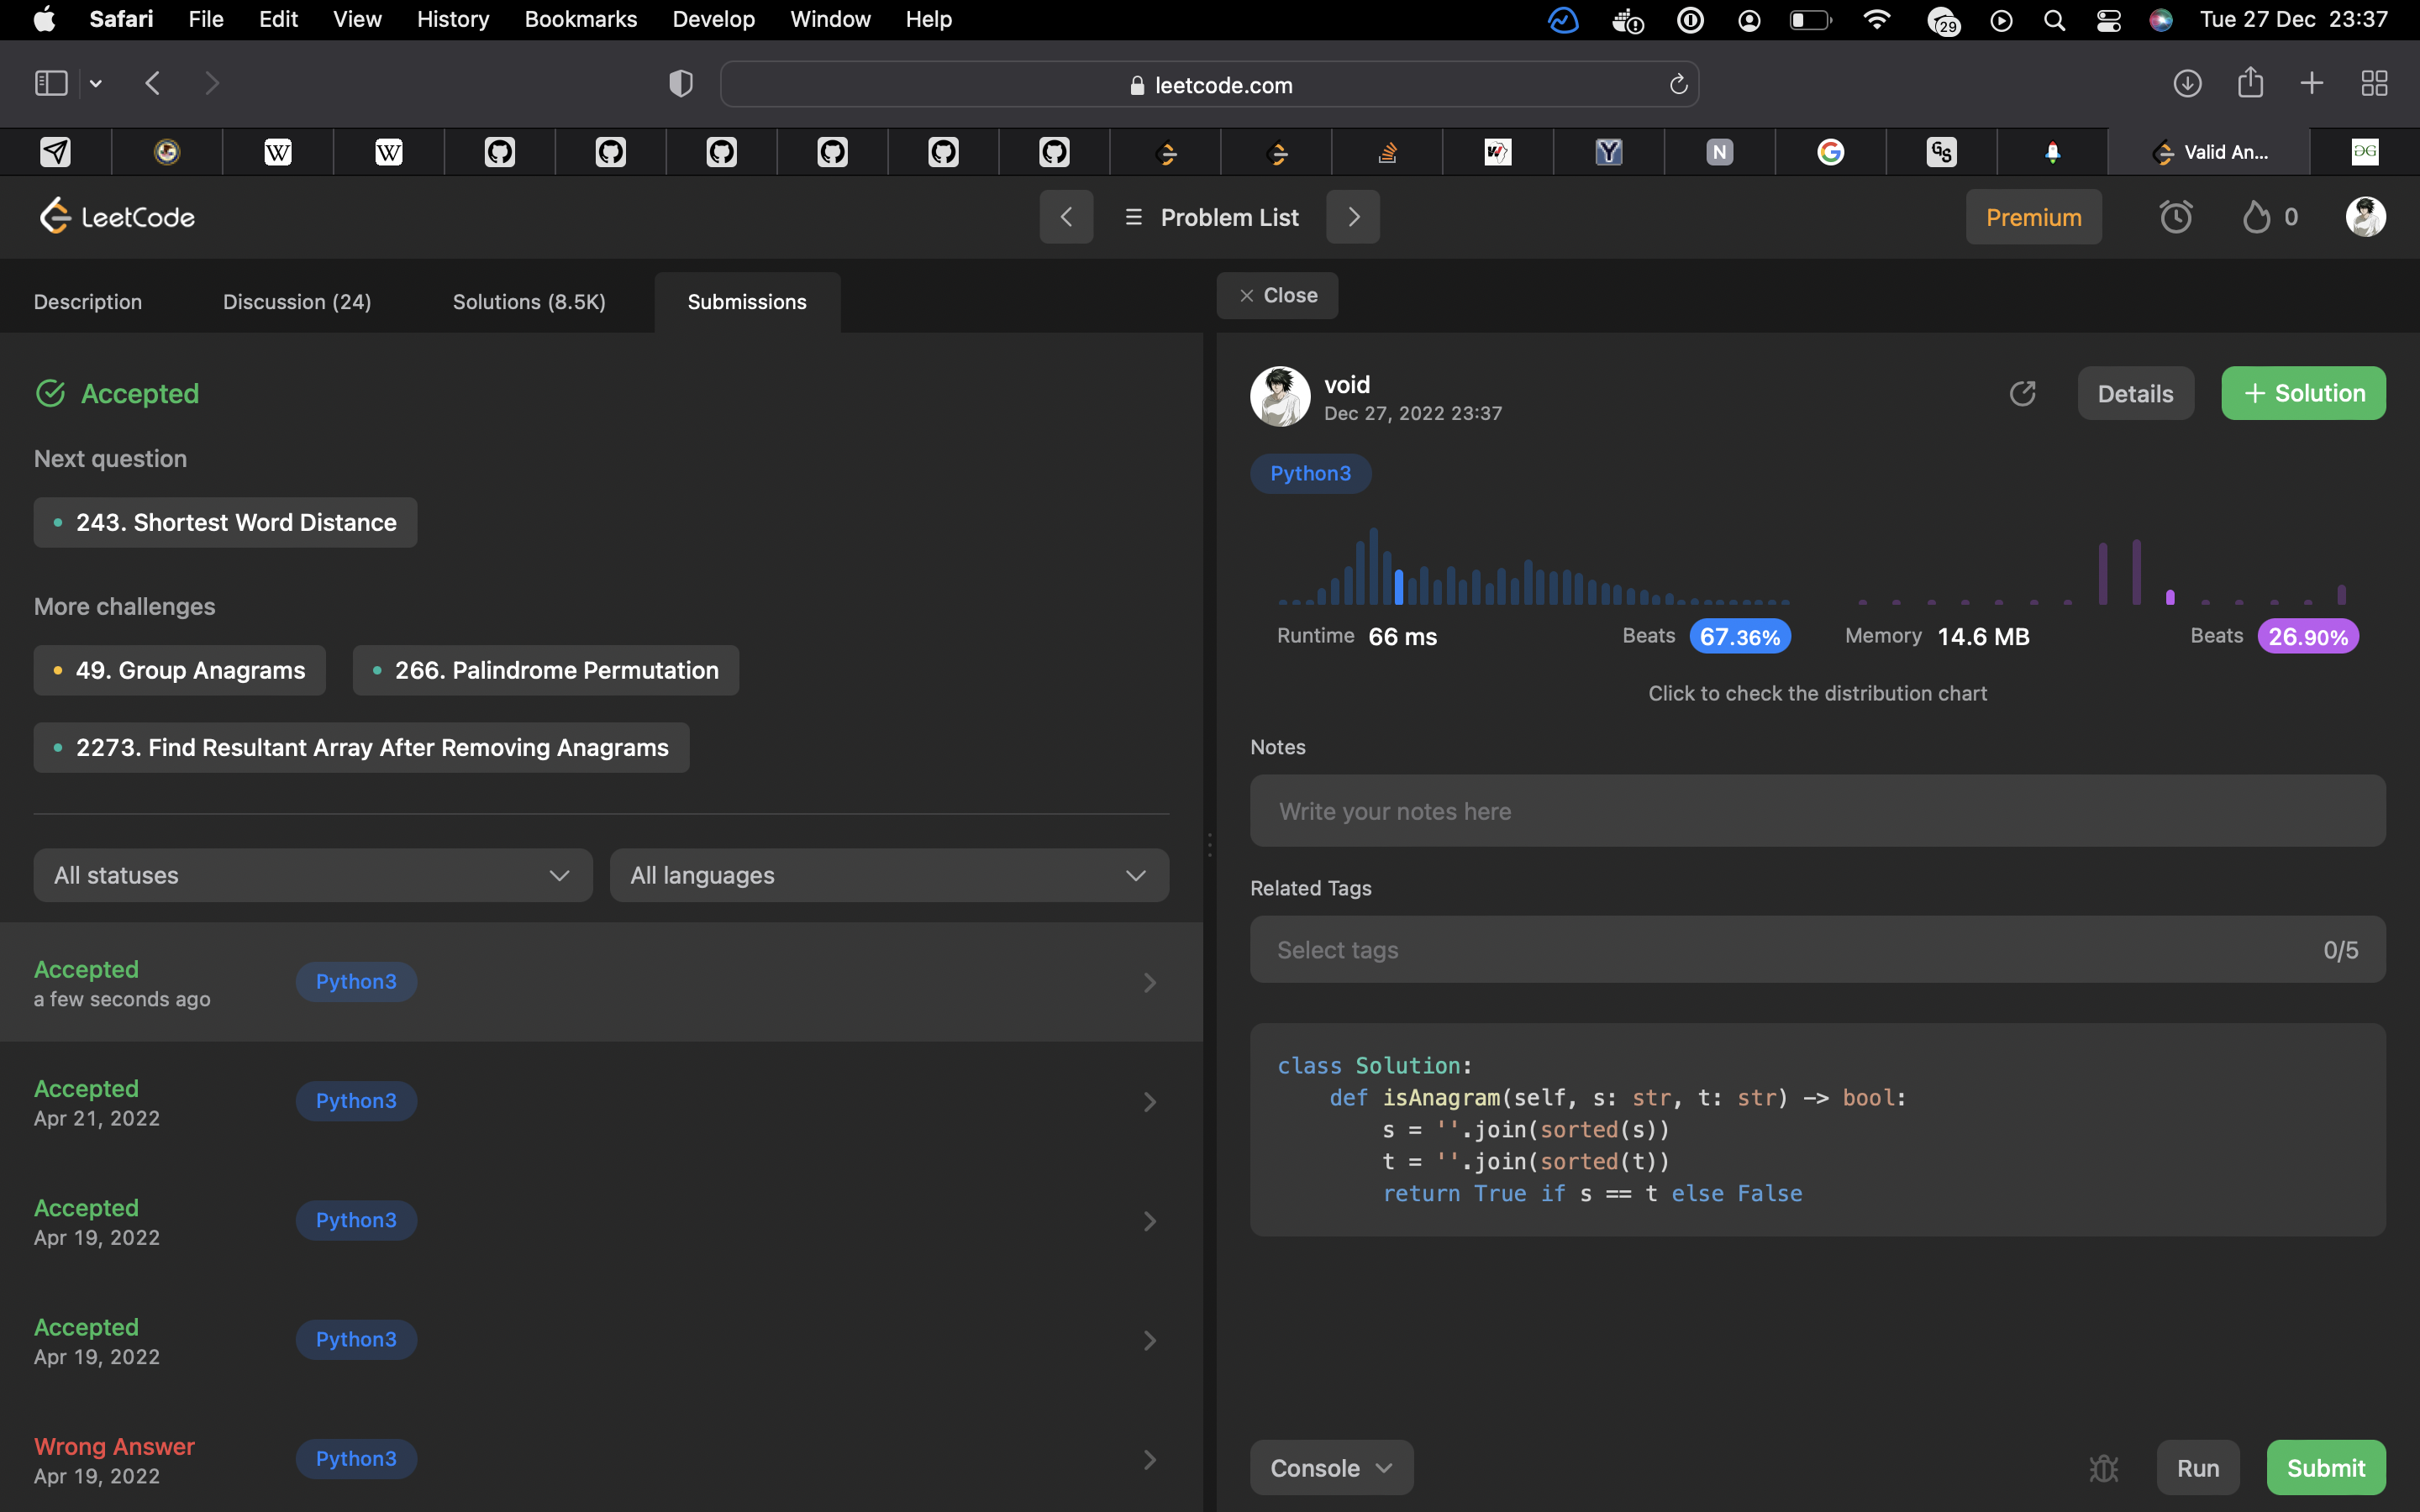 Safari File Edit View History Bookmarks Develop Window Help 29 Tue 27 Dec 23:37
leetcode.com
W W N G GS Valid An...
LeetCode Problem List Premium 0
Description Discussion (24) Solutions (8.5K) Submissions Close
Accepted
Next question
243. Shortest Word Distance
More challenges
49. Group Anagrams 266. Palindrome Permutation
2273. Find Resultant Array After Removing Anagrams
All statuses All languages
Accepted
a few seconds ago
Python3
Accepted
Apr 21, 2022
Python3
Accepted
Apr 19, 2022
Python3
Accepted
Apr 19, 2022
Python3
Wrong Answer
Apr 19, 2022
Python3
void
Dec 27, 2022 23:37
Details + Solution
Python3
Runtime 66 ms Beats 67.36% Memory 14.6 MB Beats 26.90%
Click to check the distribution chart
Notes
Write your notes here
Related Tags
Select tags 0/5
class Solution:
    def isAnagram(self, s: str, t: str) -> bool:
        s = ''.join(sorted(s))
        t = ''.join(sorted(t))
        return True if s == t else False
Console Run Submit